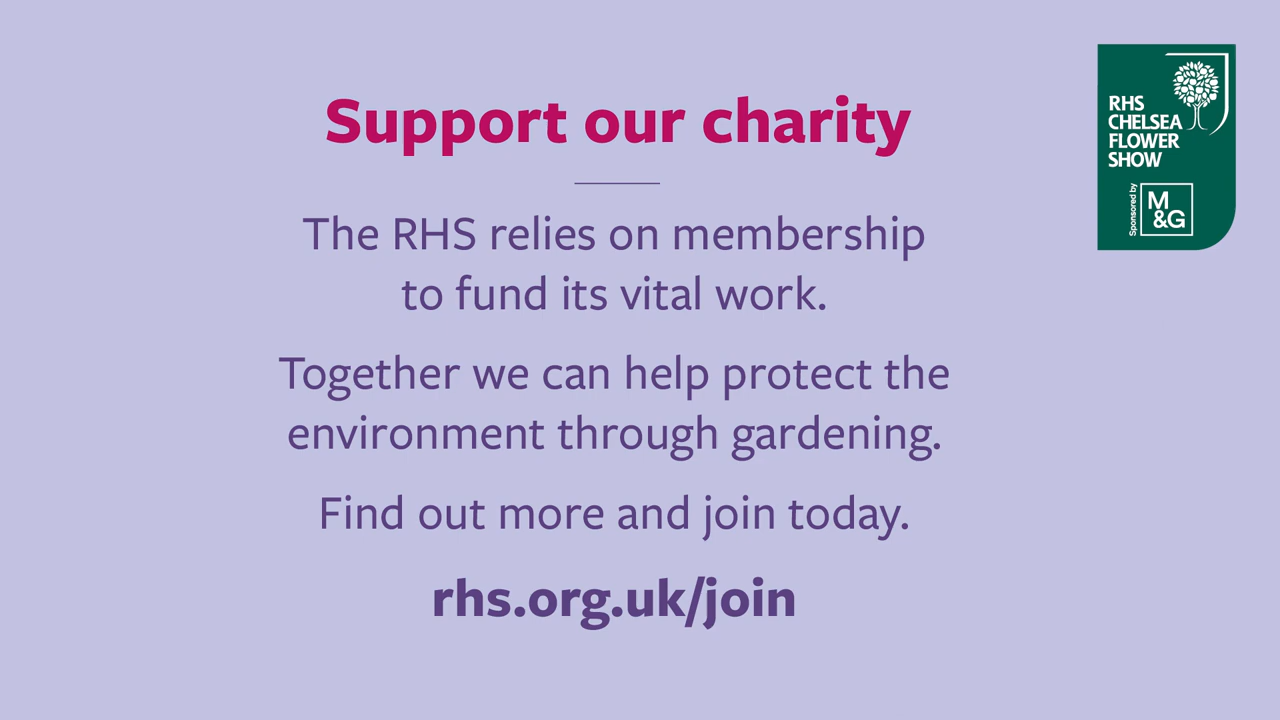 Support our charity
The RHS relies on membership
to fund its vital work.
Together we can help protect the
environment through gardening.
Find out more and join today.
rhs.org.uk/join
RHS
CHELSEA
FLOWER
SHOW
Sponsored by
M
&G